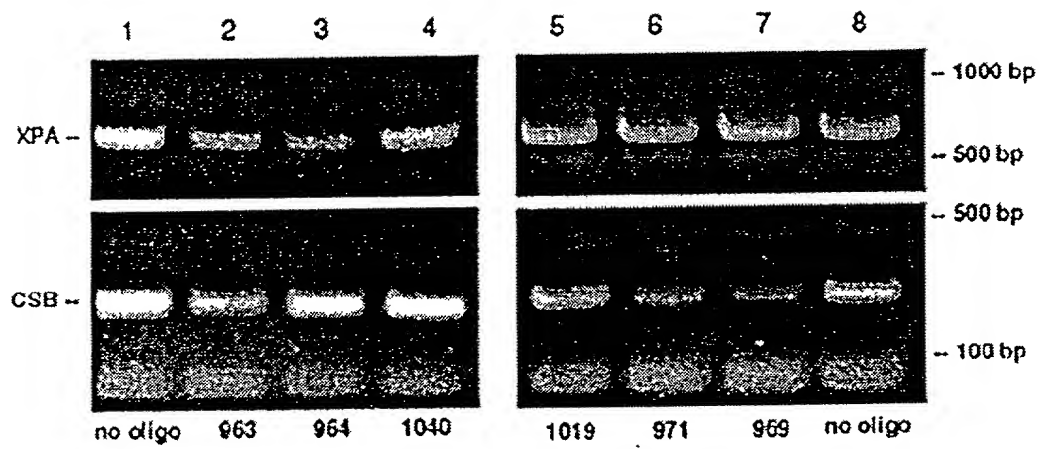 1 2 3 4 5 6 7 8
XPA -
-- 1000 bp
-- 500 bp
CSB --
-- 500 bp
-- 100 bp
no oligo 963 964 1040 1019 971 969 no oligo